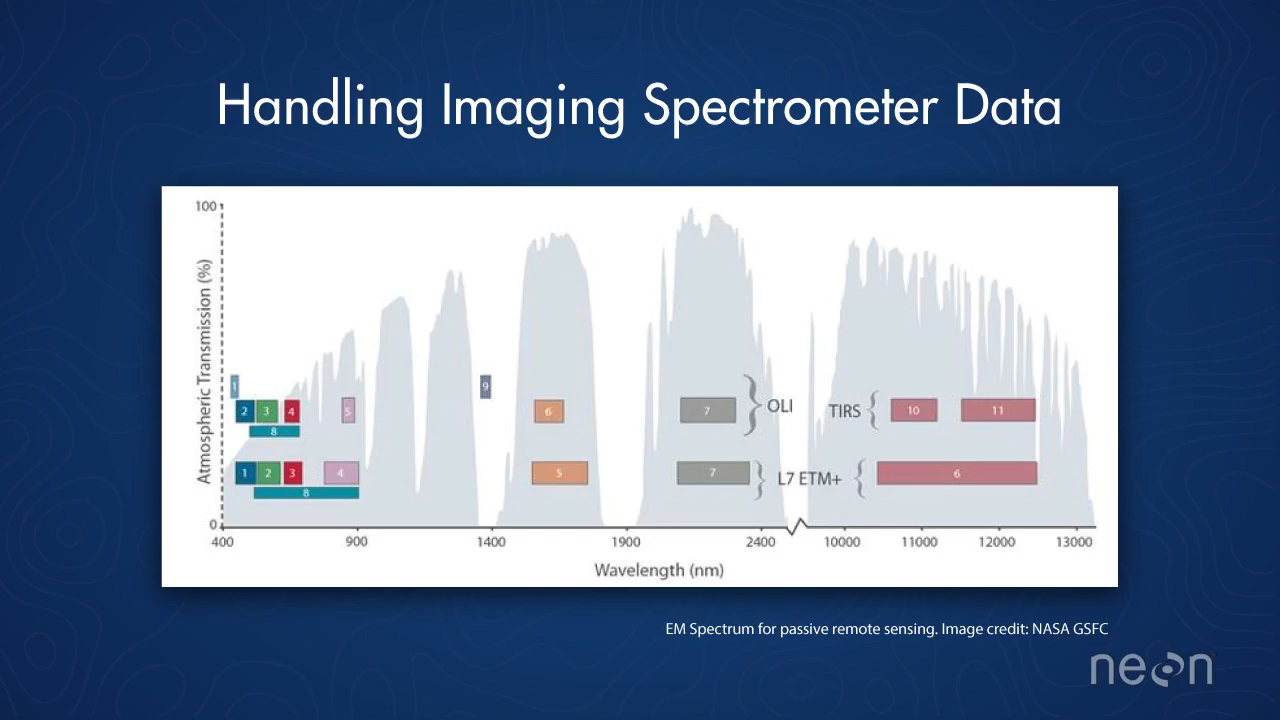 Handling Imaging Spectrometer Data
100
Atmospheric Transmission (%)
1
9
2 3 4 5 6 7 OLI TIRS 10 11
8
1 2 3 4 5 7 L7 ETM+ 6
8
0
400 900 1400 1900 2400 10000 11000 12000 13000
Wavelength (nm)
EM Spectrum for passive remote sensing. Image credit: NASA GSFC
neon